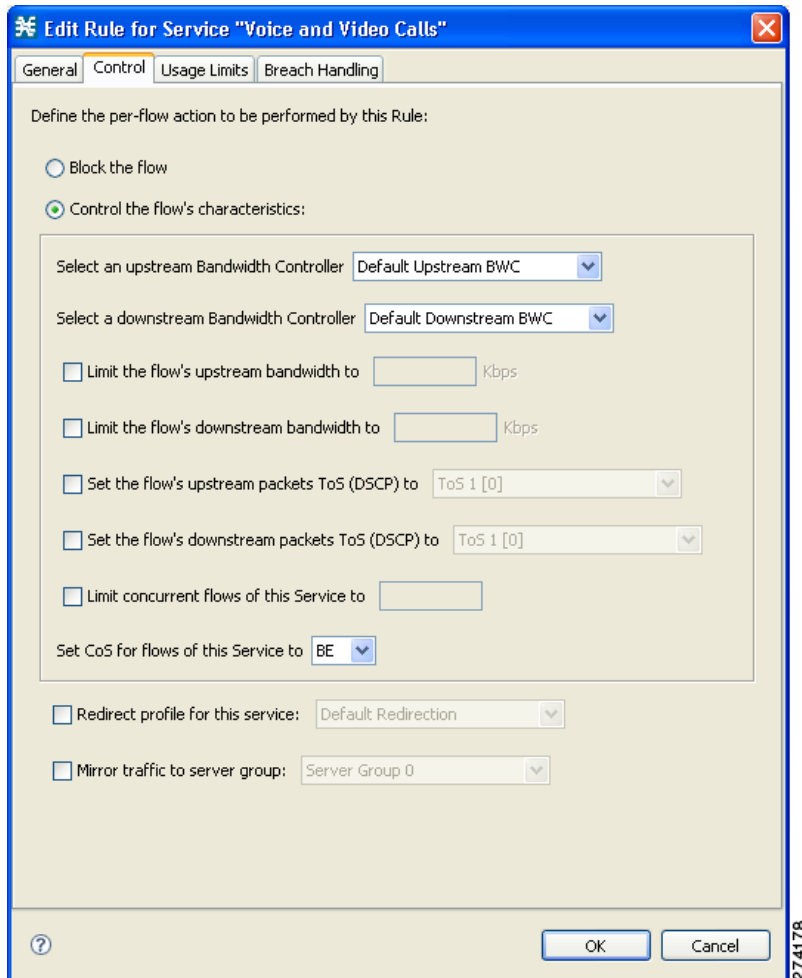 Edit Rule for Service "Voice and Video Calls"
General Control Usage Limits Breach Handling
Define the per-flow action to be performed by this Rule:
Block the flow
Control the flow's characteristics:
Select an upstream Bandwidth Controller Default Upstream BWC
Select a downstream Bandwidth Controller Default Downstream BWC
Limit the flow's upstream bandwidth to Kbps
Limit the flow's downstream bandwidth to Kbps
Set the flow's upstream packets ToS (DSCP) to ToS 1 [0]
Set the flow's downstream packets ToS (DSCP) to ToS 1 [0]
Limit concurrent flows of this Service to
Set CoS for flows of this Service to BE
Redirect profile for this service: Default Redirection
Mirror traffic to server group: Server Group 0
? OK Cancel
274178